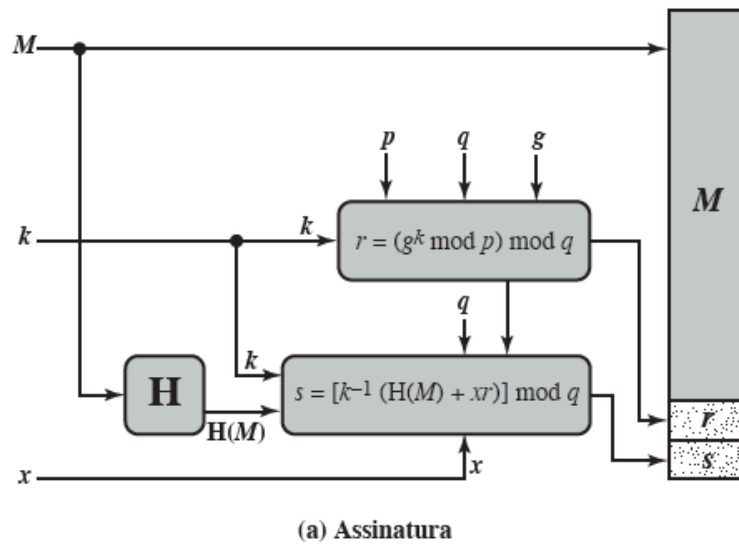 M
p q g
M
k
k
r = (g^k mod p) mod q
q
k
H
s = [k^–1 (H(M) + xr)] mod q
r
H(M)
s
x
x
(a) Assinatura